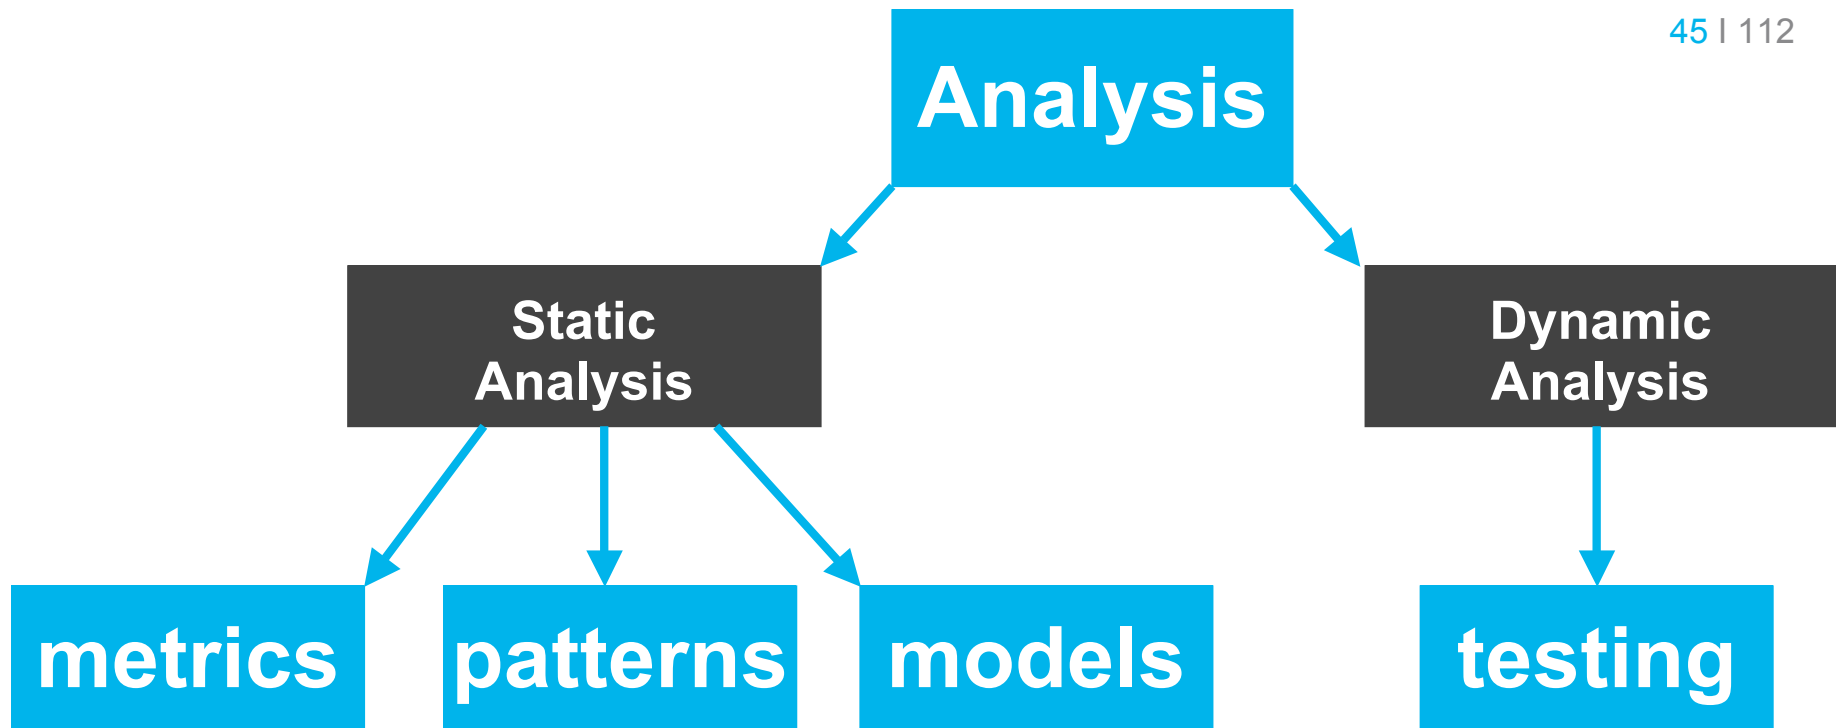 45 | 112
Analysis
Static
Analysis
Dynamic
Analysis
metrics
patterns
models
testing